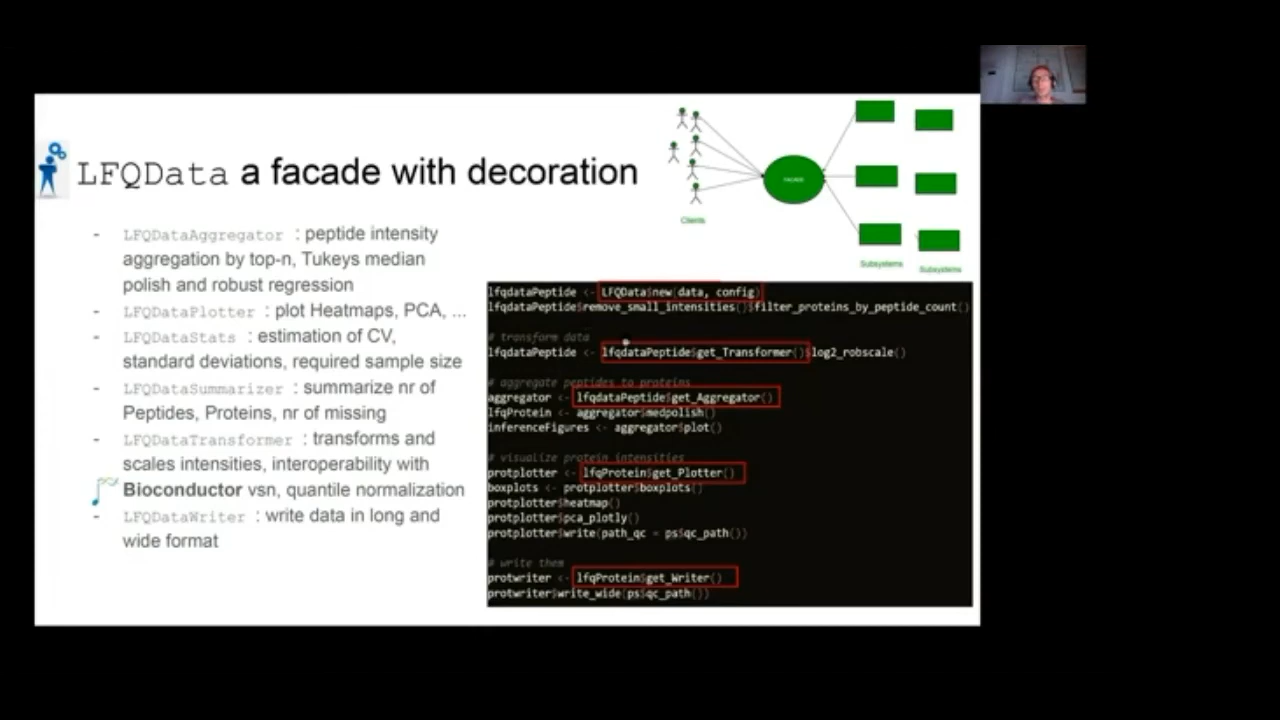 LFQData a facade with decoration
- LFQDataAggregator : peptide intensity
aggregation by top-n, Tukeys median
polish and robust regression
- LFQDataPlotter : plot Heatmaps, PCA, ...
- LFQDataStats : estimation of CV,
standard deviations, required sample size
- LFQDataSummarizer : summarize nr of
Peptides, Proteins, nr of missing
- LFQDataTransformer : transforms and
scales intensities, interoperability with
Bioconductor vsn, quantile normalization
- LFQDataWriter : write data in long and
wide format
Clients
FACADE
Subsystems
Subsystems
lfqdataPeptide <- LFQData$new(data, config)
lfqdataPeptide$remove_small_intensities()$filter_proteins_by_peptide_count()
# transform data
lfqdataPeptide <- lfqdataPeptide$get_Transformer()$log2_robscale()
# aggregate peptides to proteins
aggregator <- lfqdataPeptide$get_Aggregator()
lfqProtein <- aggregator$medpolish()
inferenceFigures <- aggregator$plot()
# visualize protein intensities
protplotter <- lfqProtein$get_Plotter()
boxplots <- protplotter$boxplots()
protplotter$heatmap()
protplotter$pca_plotly()
protplotter$write(path_qc = ps$qc_path())
# write them
protwriter <- lfqProtein$get_Writer()
protwriter$write_wide(ps$qc_path())